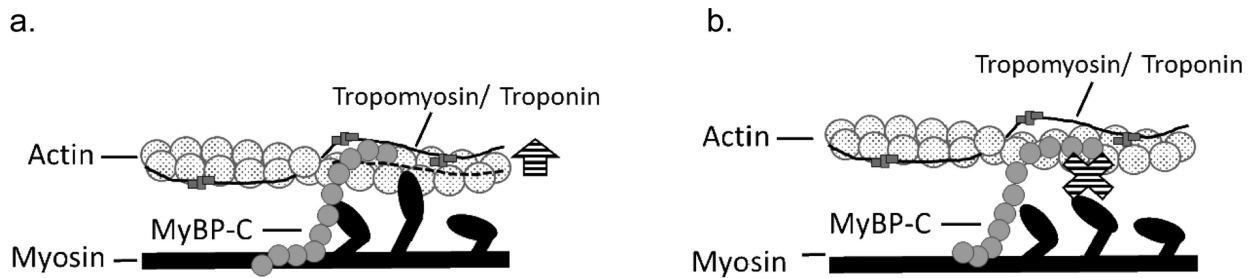 a.
Tropomyosin/ Troponin
Actin
MyBP-C
Myosin
b.
Tropomyosin/ Troponin
Actin
MyBP-C
Myosin